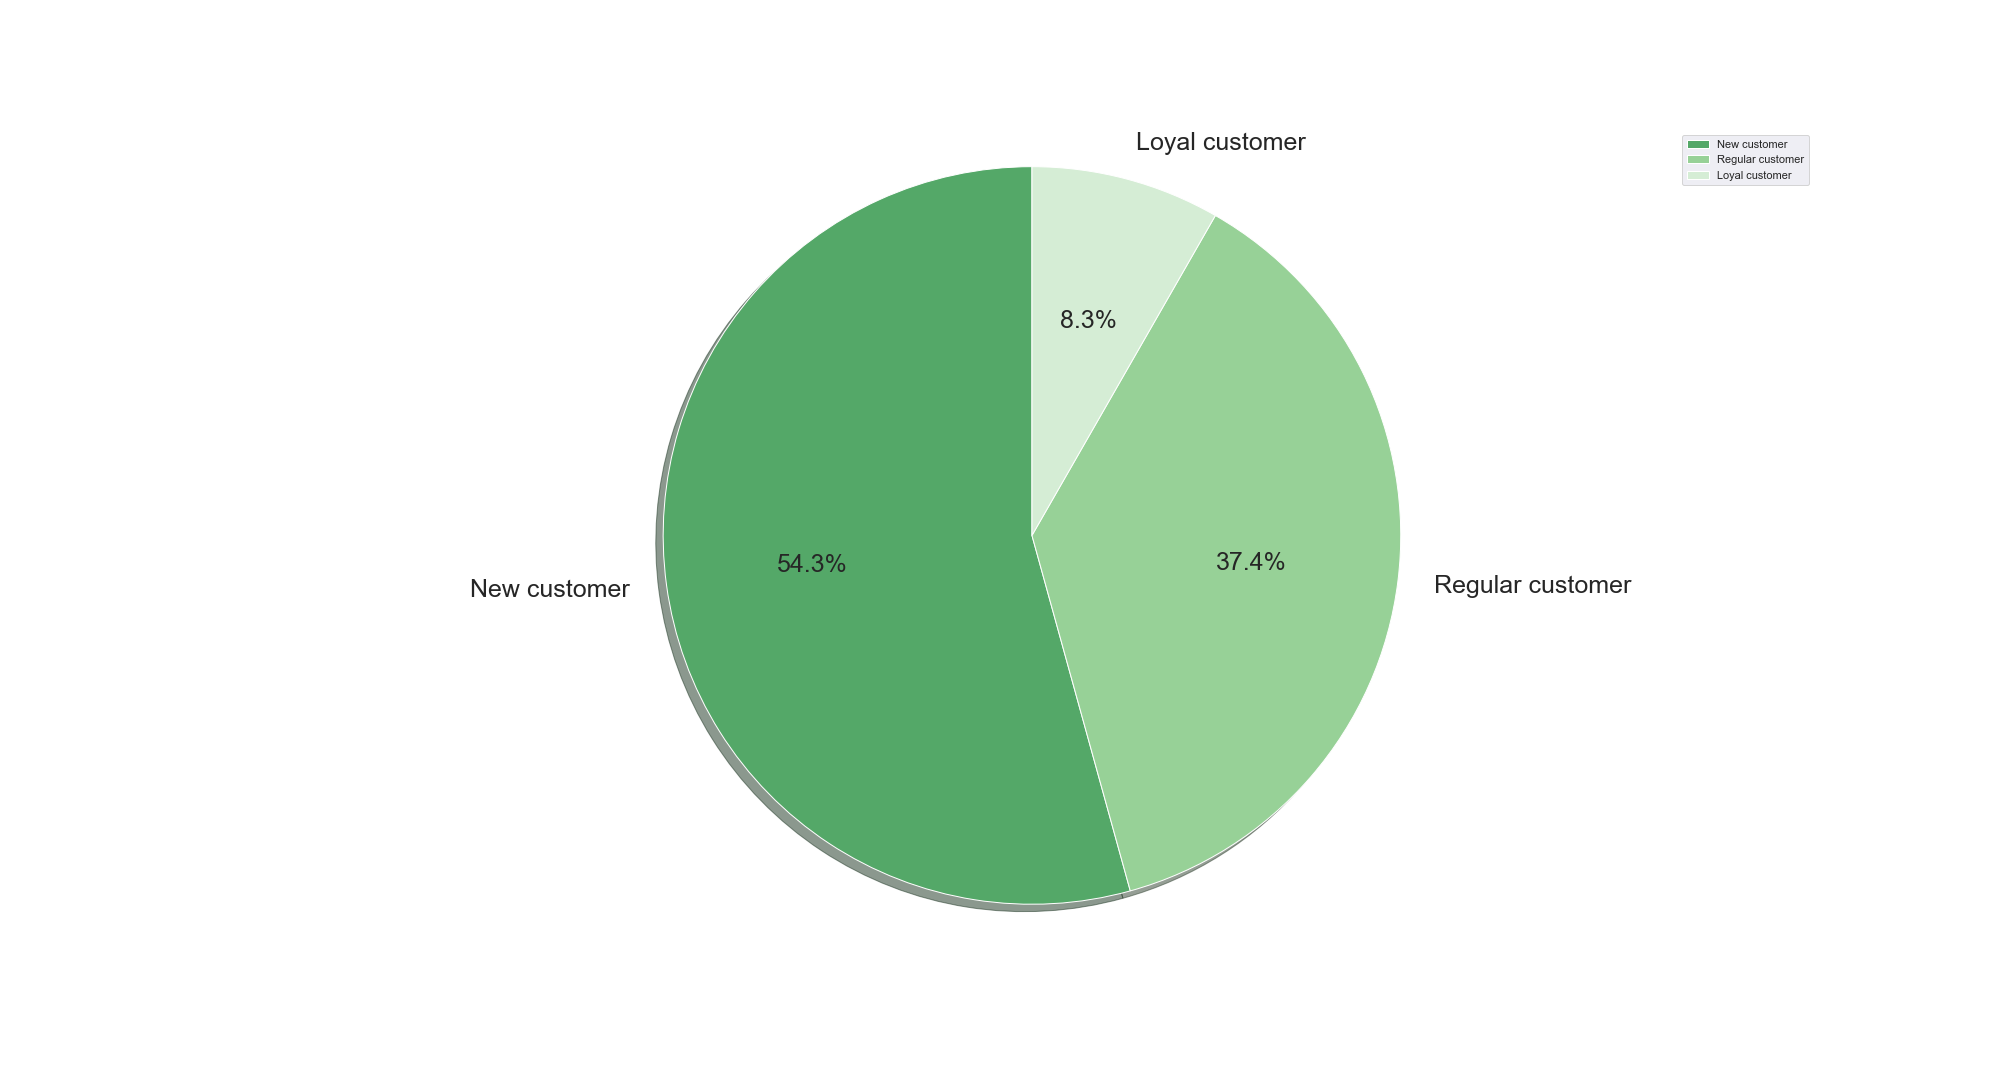 Loyal customer
New customer
Regular customer
Loyal customer
8.3%
54.3%
37.4%
New customer
Regular customer